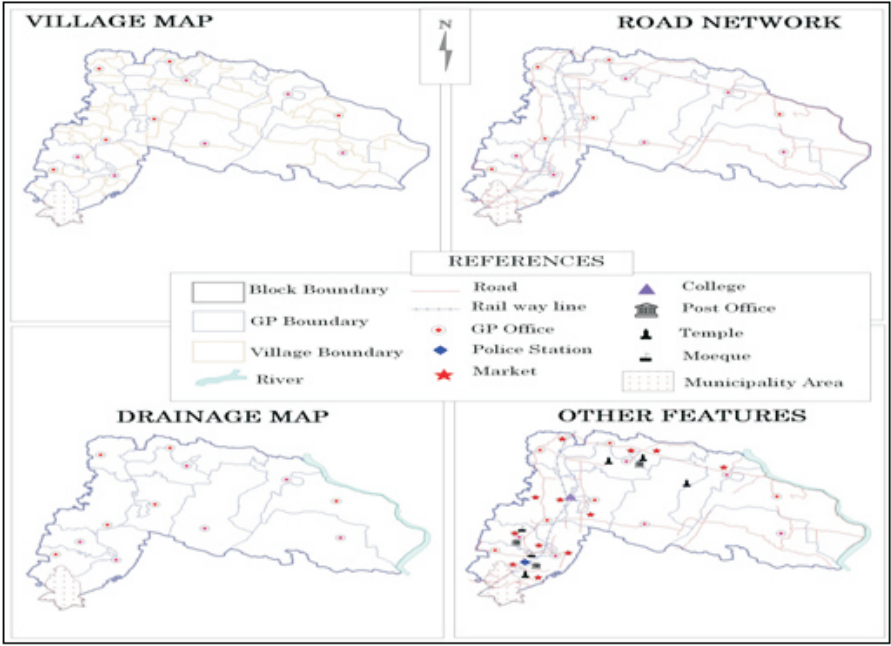 VILLAGE MAP
N
ROAD NETWORK
REFERENCES
Block Boundary
GP Boundary
Village Boundary
River
Road
Rail way line
GP Office
Police Station
Market
College
Post Office
Temple
Moeque
Municipality Area
DRAINAGE MAP
OTHER FEATURES